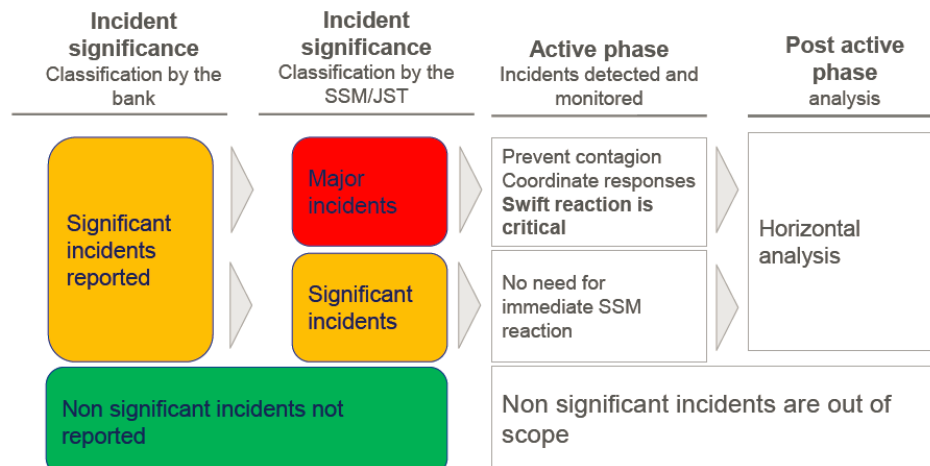 Incident
significance
Classification by the
bank
Incident
significance
Classification by the
SSM/JST
Active phase
Incidents detected and
monitored
Post active
phase
analysis
Significant
incidents
reported
Major
incidents
Prevent contagion
Coordinate responses
Swift reaction is
critical
Horizontal
analysis
Significant
incidents
No need for
immediate SSM
reaction
Non significant incidents not
reported
Non significant incidents are out of
scope